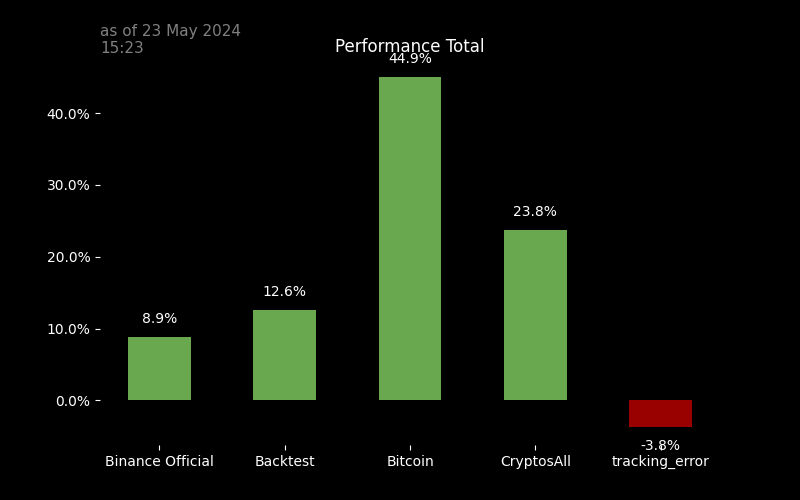 as of 23 May 2024
15:23
Performance Total
44.9%
40.0%
30.0%
23.8%
20.0%
12.6%
10.0%
8.9%
0.0%
-3.8%
Binance Official
Backtest
Bitcoin
CryptosAll
tracking_error